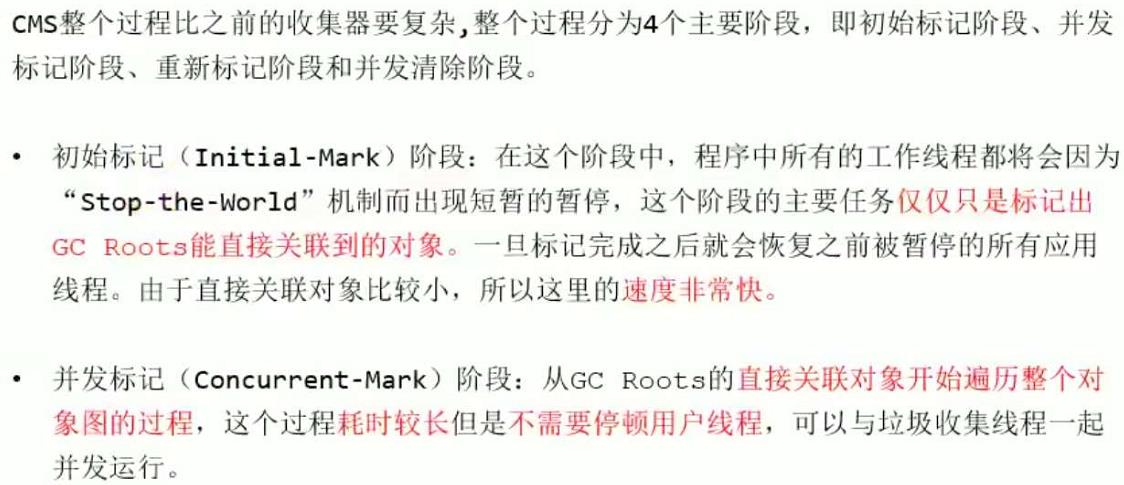 CMS整个过程比之前的收集器要复杂,整个过程分为4个主要阶段，即初始标记阶段、并发
标记阶段、重新标记阶段和并发清除阶段。
• 初始标记（Initial-Mark）阶段：在这个阶段中，程序中所有的工作线程都将会因为
“Stop-the-World”机制而出现短暂的暂停，这个阶段的主要任务仅仅只是标记出
GC Roots能直接关联到的对象。一旦标记完成之后就会恢复之前被暂停的所有应用
线程。由于直接关联对象比较小，所以这里的速度非常快。
• 并发标记（Concurrent-Mark）阶段：从GC Roots的直接关联对象开始遍历整个对
象图的过程，这个过程耗时较长但是不需要停顿用户线程，可以与垃圾收集线程一起
并发运行。